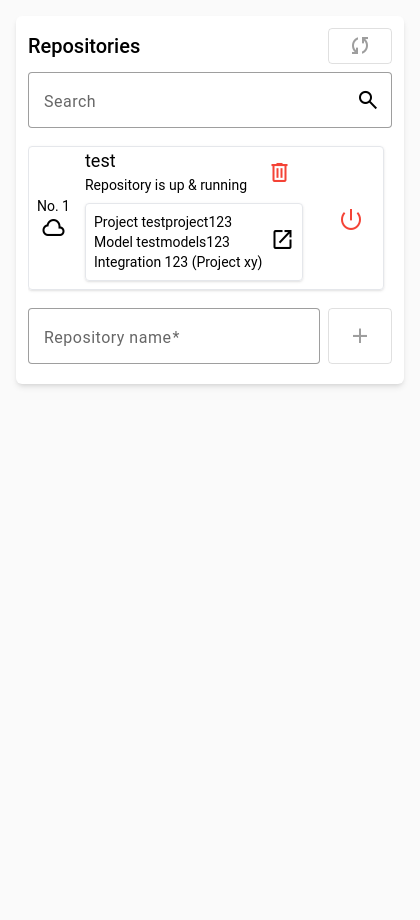 Repositories
Search
No. 1
test
Repository is up & running
Project testproject123
Model testmodels123
Integration 123 (Project xy)
Repository name*